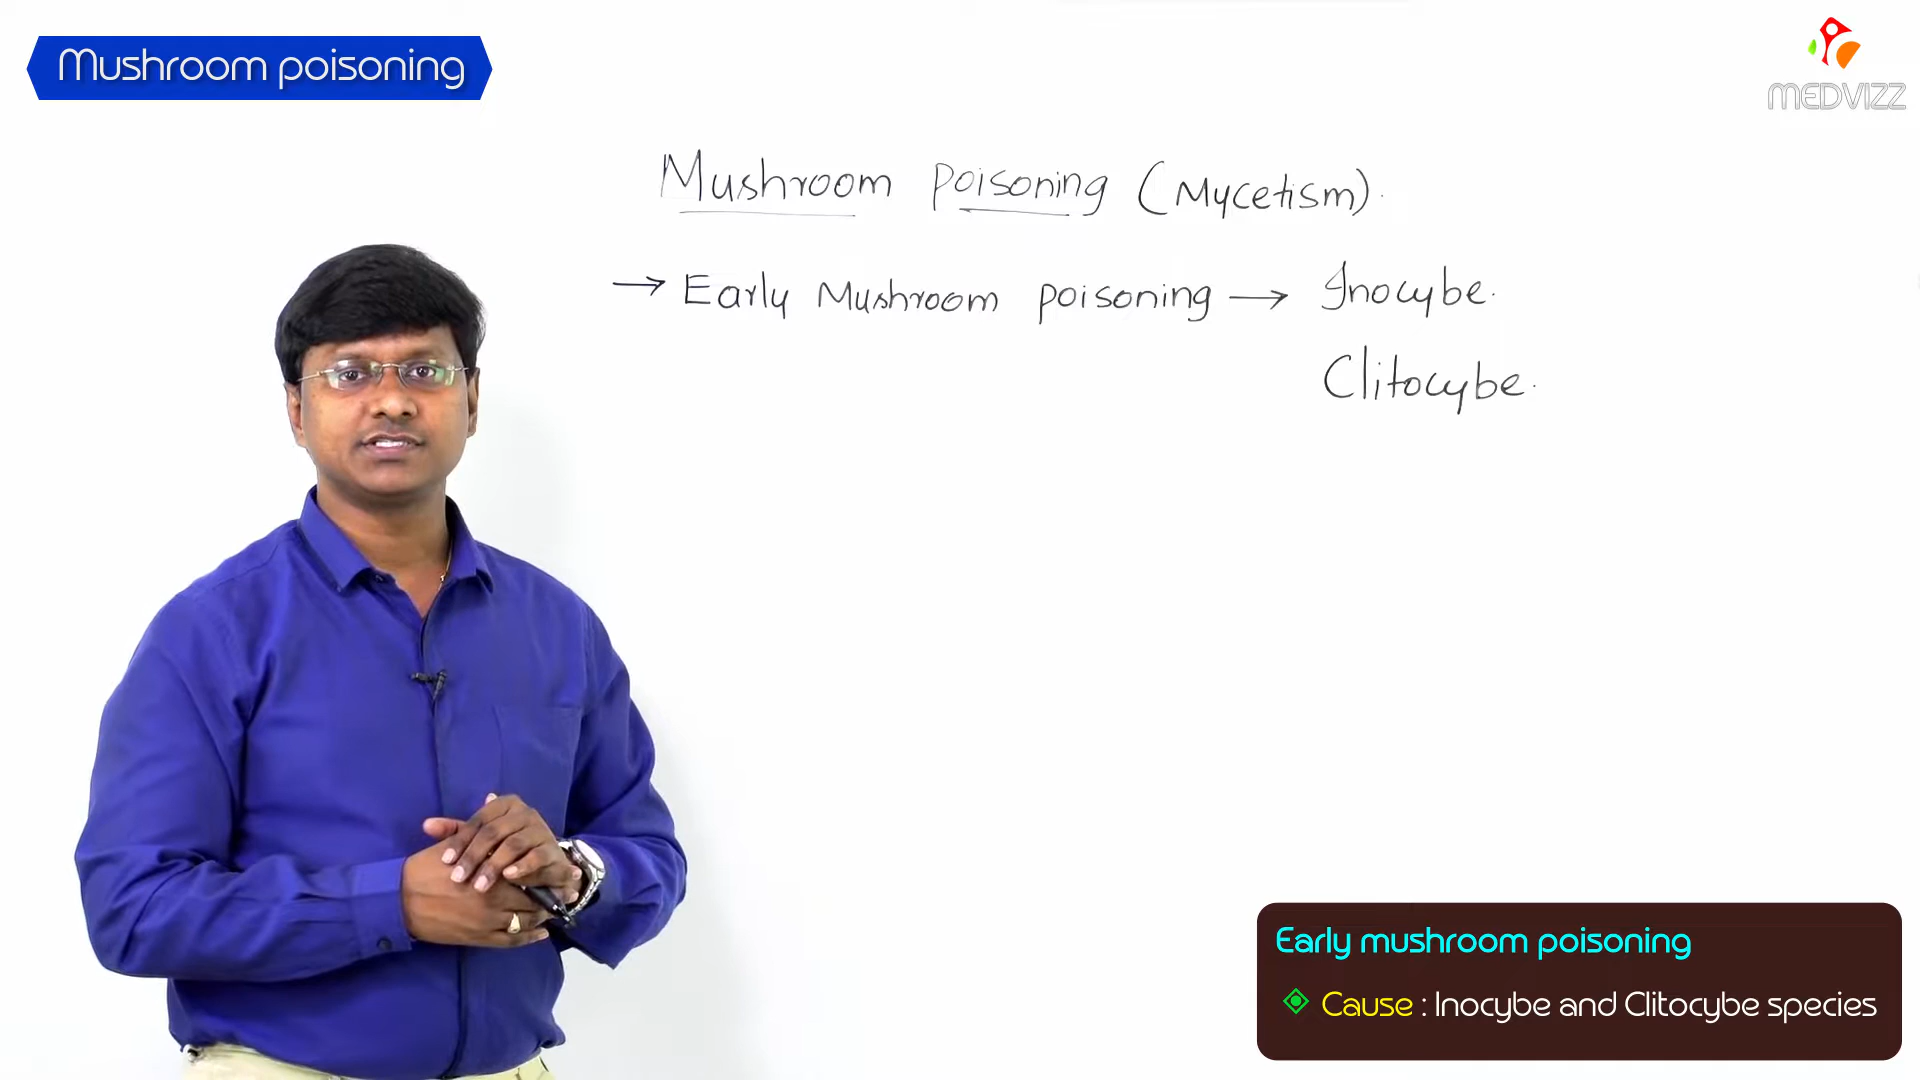 Mushroom poisoning
MEDVIZZ
Mushroom poisoning (Mycetism).
→ Early Mushroom poisoning → Inocybe.
Clitocybe.
Early mushroom poisoning
Cause : Inocybe and Clitocybe species